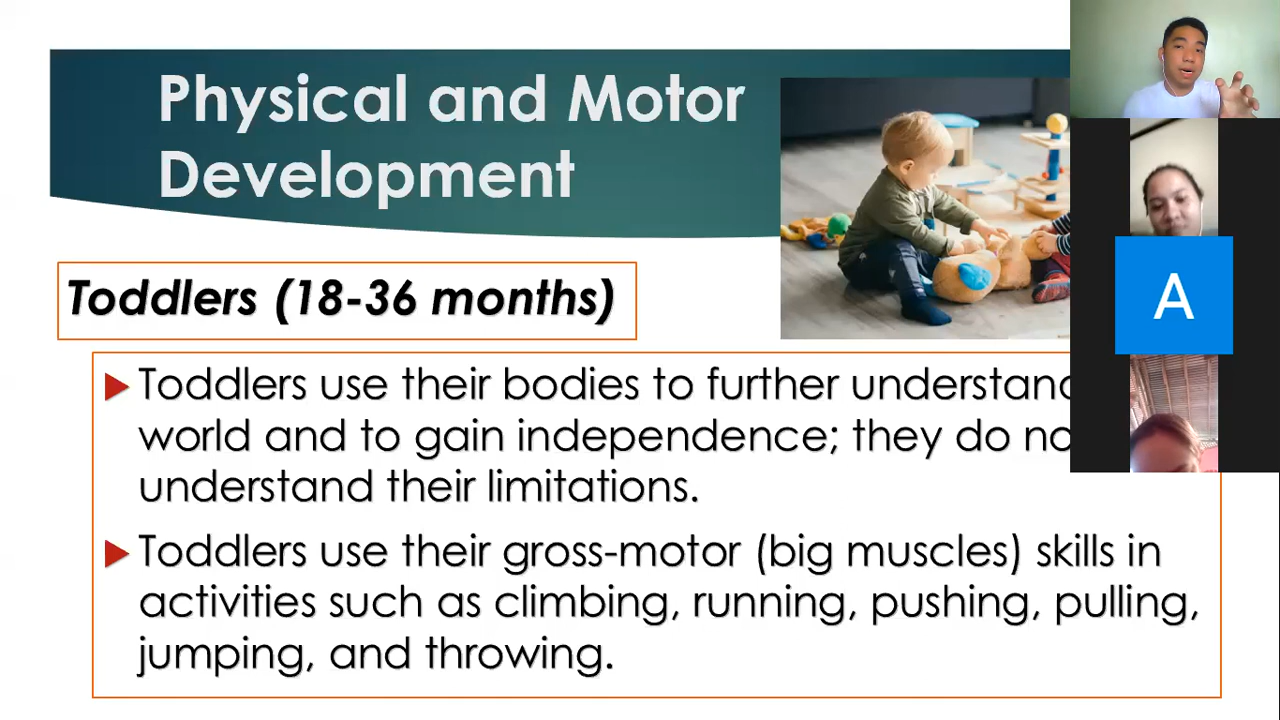 Physical and Motor
Development
Toddlers (18-36 months)
Toddlers use their bodies to further
world and to gain independence; they do
understand their limitations.
Toddlers use their gross-motor (big muscles) skills in
activities such as climbing, running, pushing, pulling,
jumping, and throwing.
A